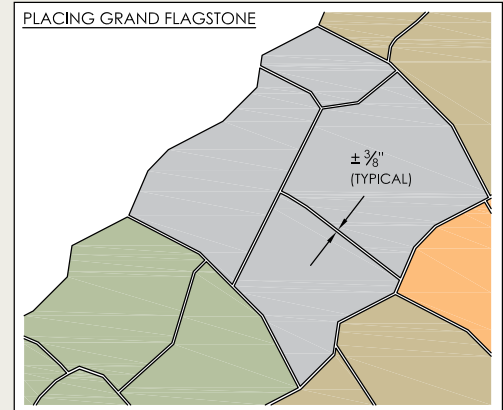 PLACING GRAND FLAGSTONE
± ⅜"
(TYPICAL)